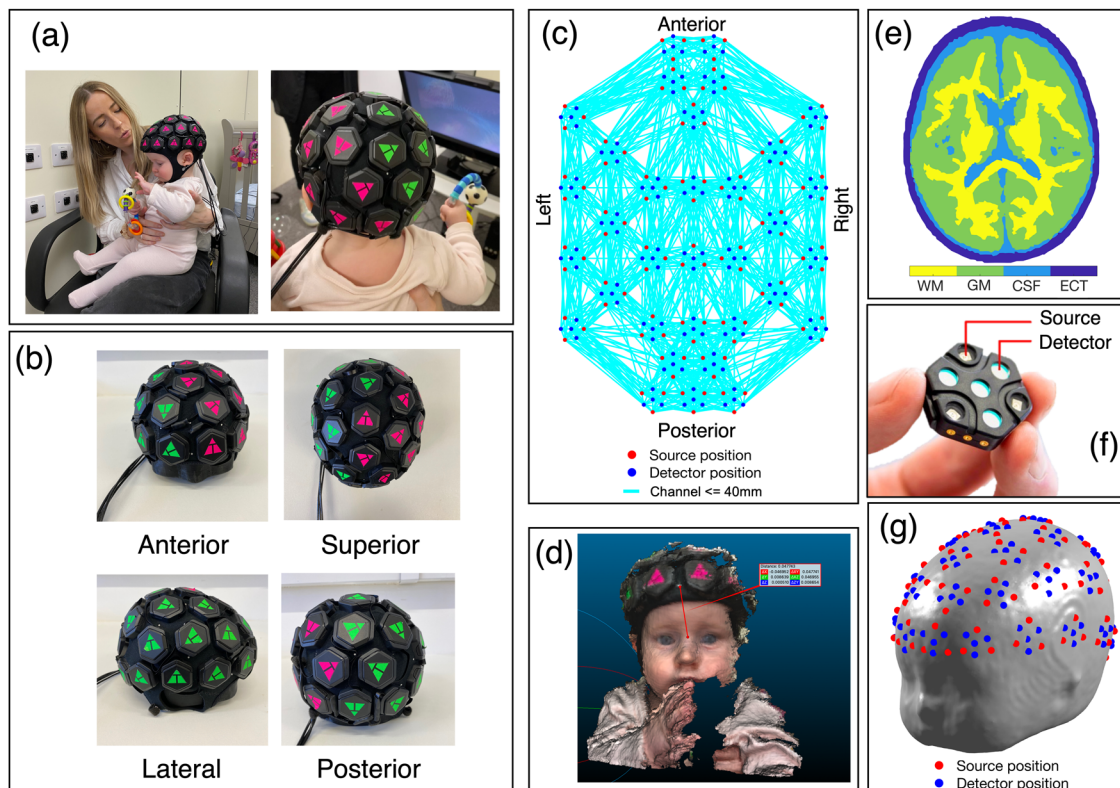 (a)
(b)
Anterior
Superior
Lateral
Posterior
(c)
Anterior
Left
Right
Posterior
Source position
Detector position
Channel <= 40mm
(d)
(e)
WM GM CSF ECT
Source
Detector
(f)
(g)
Source position
Detector position